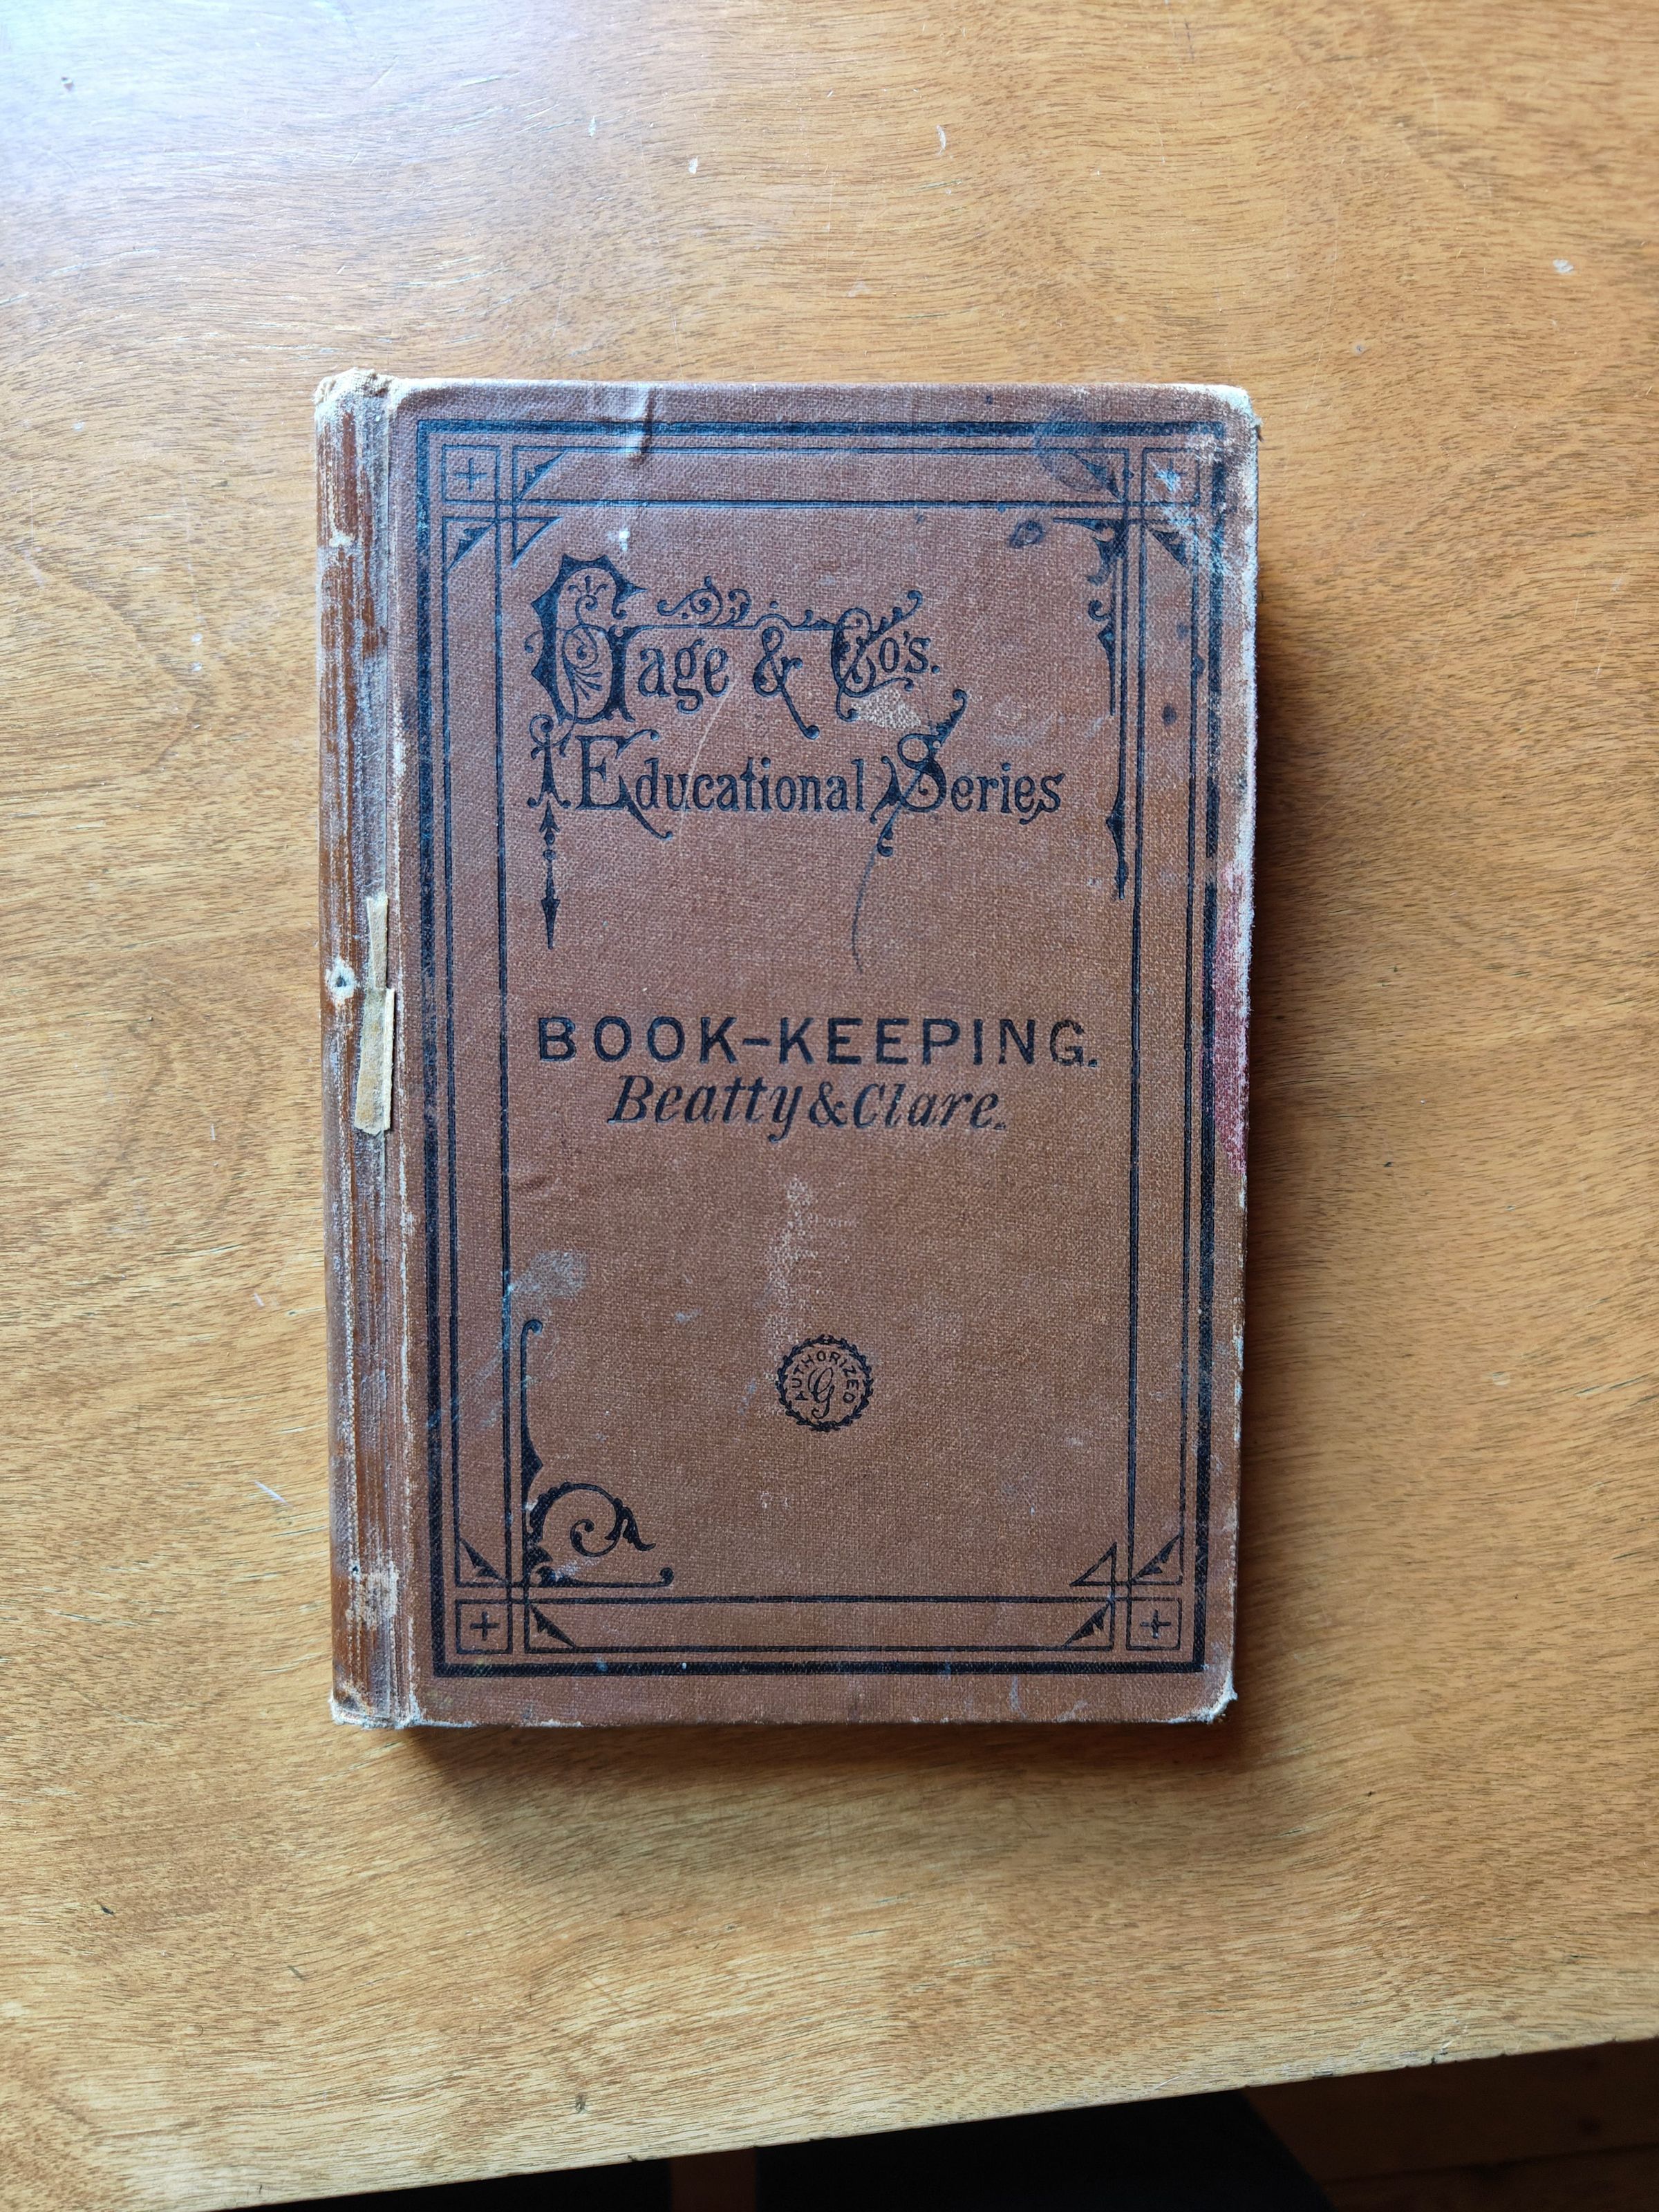 Gage & Co's.
Educational Series
BOOK-KEEPING.
Beatty & Clare.
AUTHORIZED
G